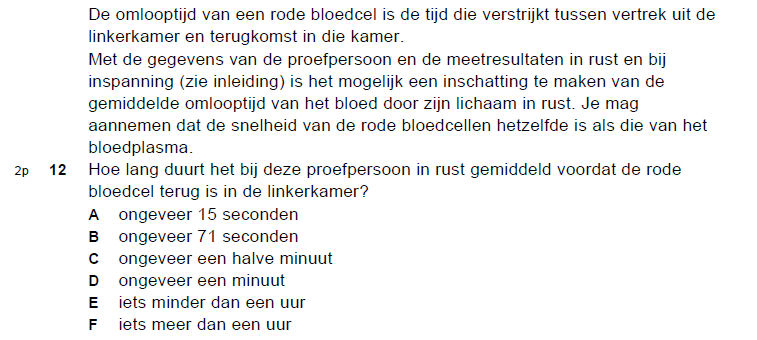 De omlooptijd van een rode bloedcel is de tijd die verstrijkt tussen vertrek uit de
linkerkamer en terugkomst in die kamer.
Met de gegevens van de proefpersoon en de meetresultaten in rust en bij
inspanning (zie inleiding) is het mogelijk een inschatting te maken van de
gemiddelde omlooptijd van het bloed door zijn lichaam in rust. Je mag
aannemen dat de snelheid van de rode bloedcellen hetzelfde is als die van het
bloedplasma.
2p 12 Hoe lang duurt het bij deze proefpersoon in rust gemiddeld voordat de rode
bloedcel terug is in de linkerkamer?
A ongeveer 15 seconden
B ongeveer 71 seconden
C ongeveer een halve minuut
D ongeveer een minuut
E iets minder dan een uur
F iets meer dan een uur